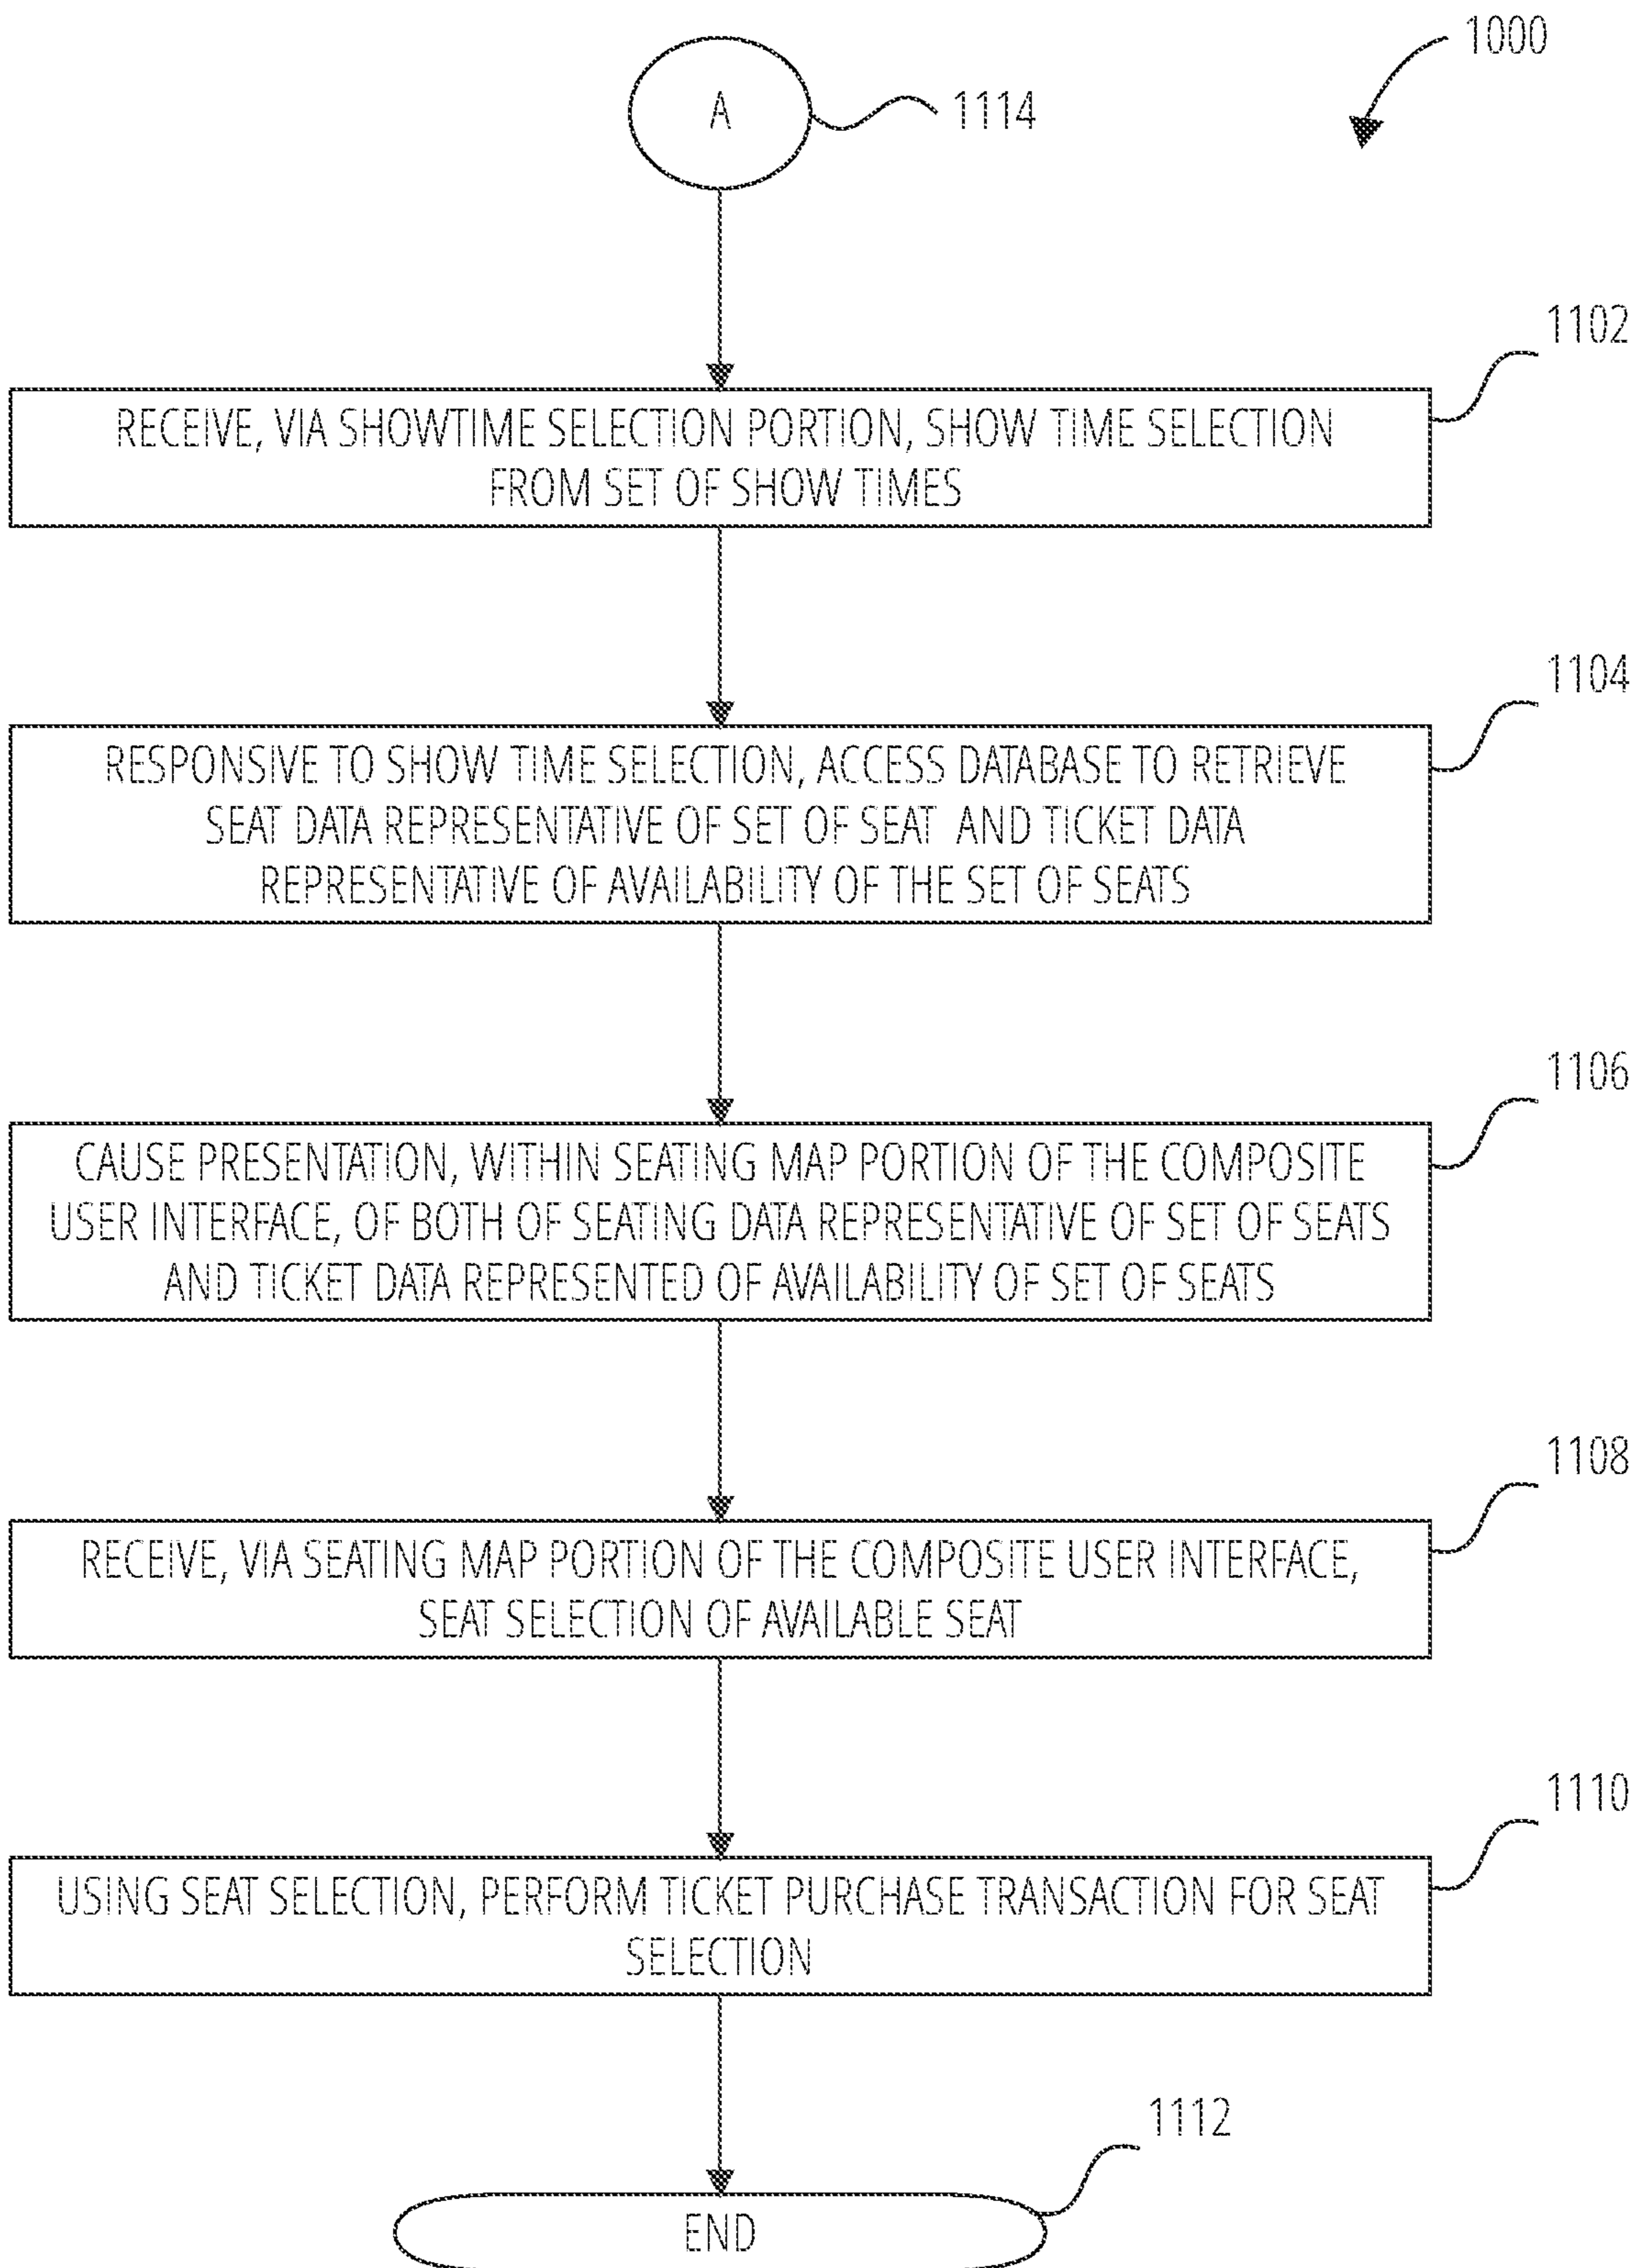 1000
A
1114
1102
RECEIVE, VIA SHOWTIME SELECTION PORTION, SHOW TIME SELECTION
FROM SET OF SHOW TIMES
1104
RESPONSIVE TO SHOW TIME SELECTION, ACCESS DATABASE TO RETRIEVE
SEAT DATA REPRESENTATIVE OF SET OF SEAT AND TICKET DATA
REPRESENTATIVE OF AVAILABILITY OF THE SET OF SEATS
1106
CAUSE PRESENTATION, WITHIN SEATING MAP PORTION OF THE COMPOSITE
USER INTERFACE, OF BOTH OF SEATING DATA REPRESENTATIVE OF SET OF SEATS
AND TICKET DATA REPRESENTED OF AVAILABILITY OF SET OF SEATS
1108
RECEIVE, VIA SEATING MAP PORTION OF THE COMPOSITE USER INTERFACE,
SEAT SELECTION OF AVAILABLE SEAT
1110
USING SEAT SELECTION, PERFORM TICKET PURCHASE TRANSACTION FOR SEAT
SELECTION
1112
END